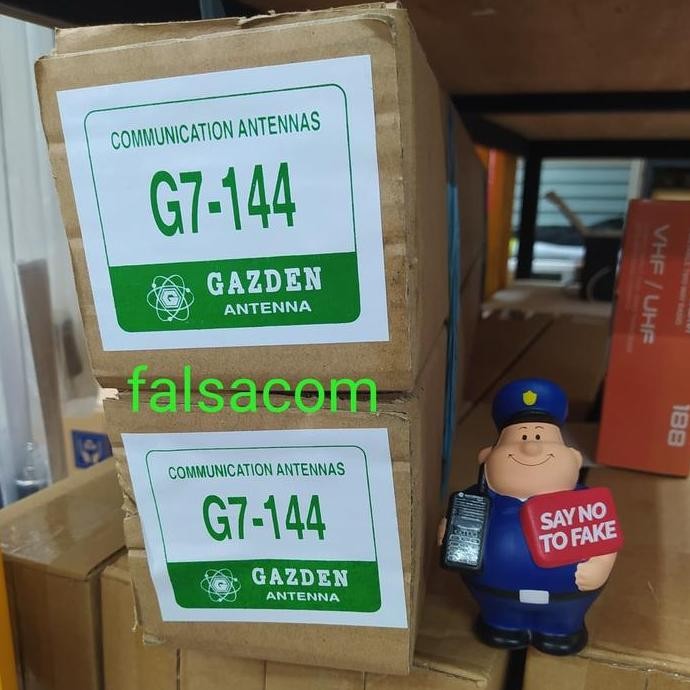 COMMUNICATION ANTENNAS
G7-144
G
GAZDEN
ANTENNA
falsacom
COMMUNICATION ANTENNAS
G7-144
G
GAZDEN
ANTENNA
SAY NO
TO FAKE
VHF / UHF
188